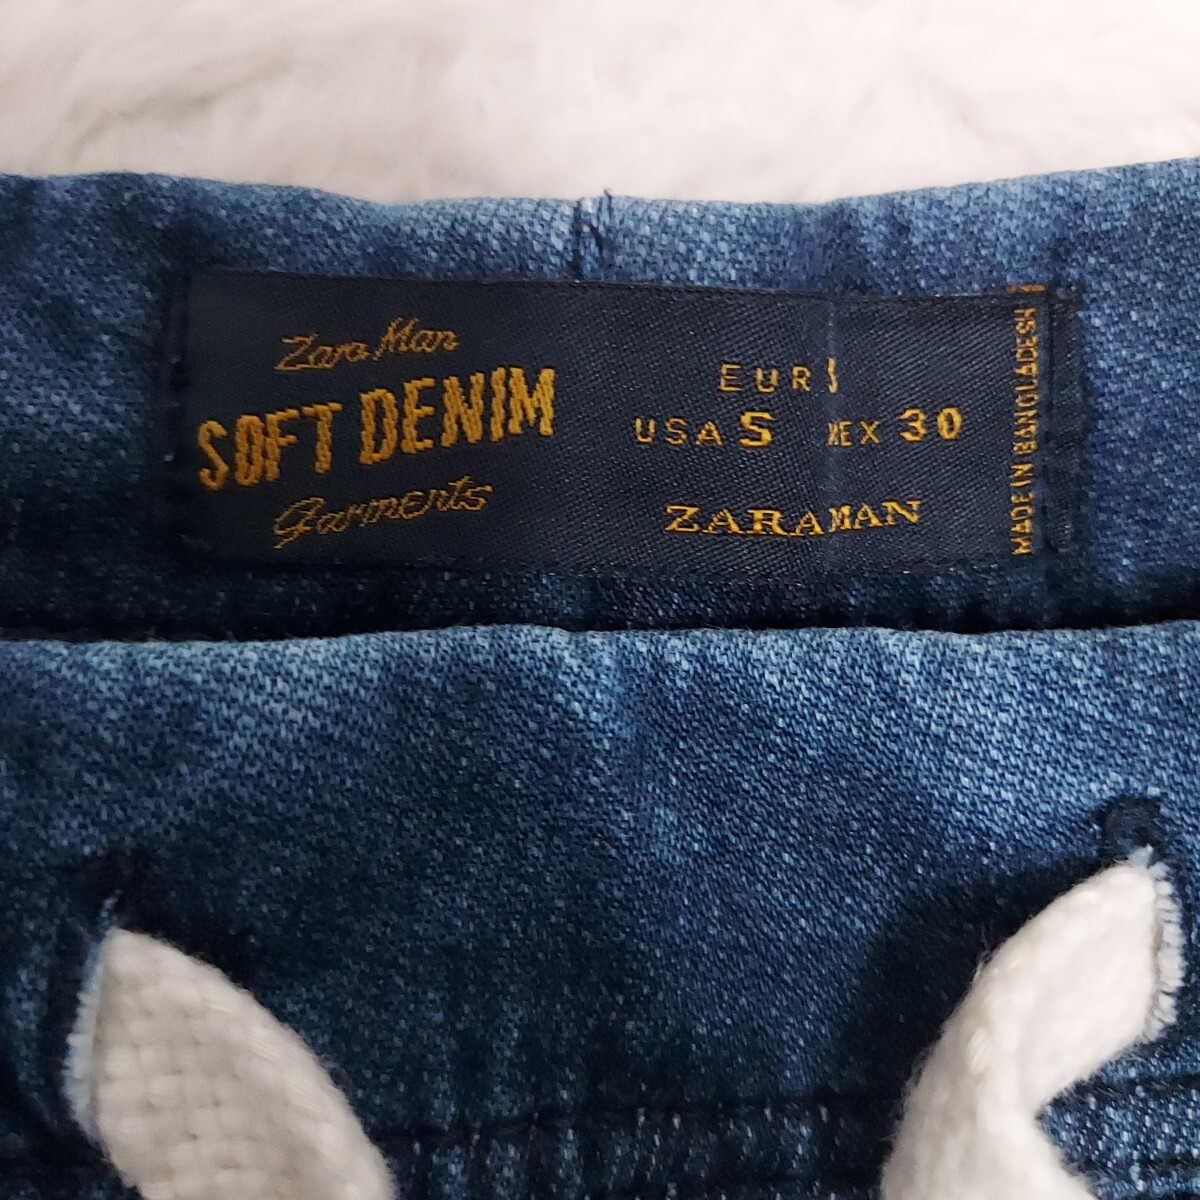 Zara Man
SOFT DENIM
Garments
EUR
USA S MEX 30
ZARAMAN
MADE IN BANGLADESH